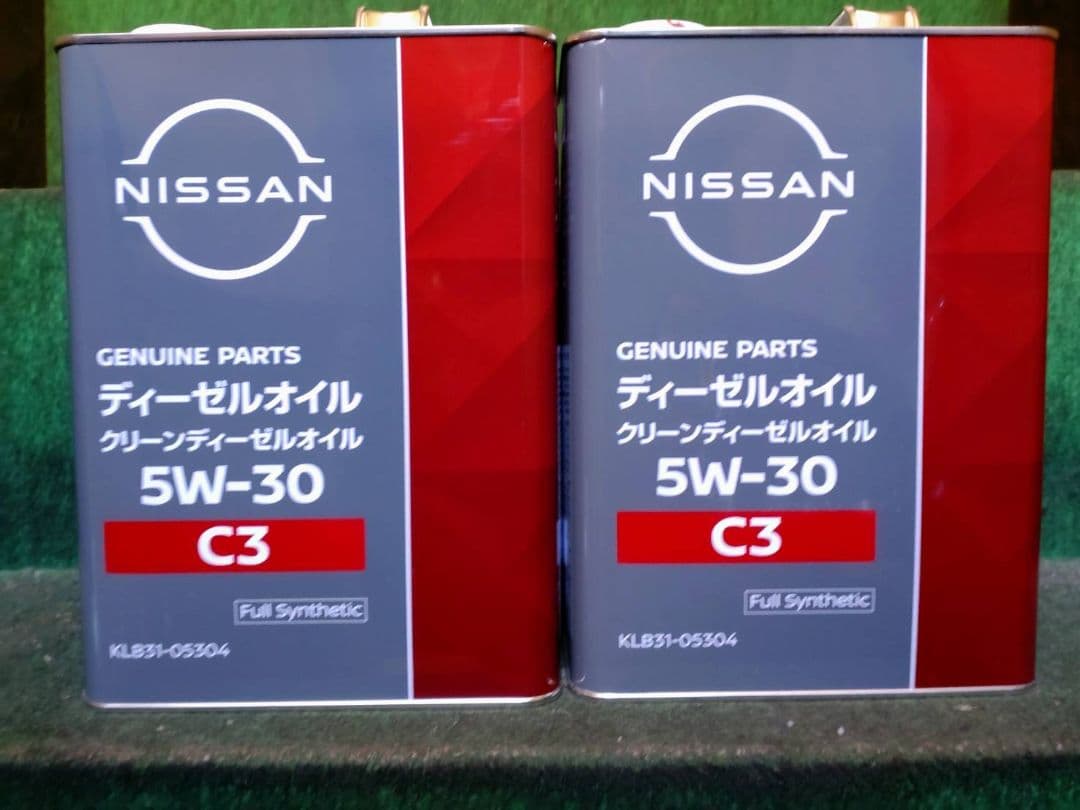 NISSAN
GENUINE PARTS
ディーゼルオイル
クリーンディーゼルオイル
5W-30
C3
Full Synthetic
KLB31-05304
NISSAN
GENUINE PARTS
ディーゼルオイル
クリーンディーゼルオイル
5W-30
C3
Full Synthetic
KLB31-05304